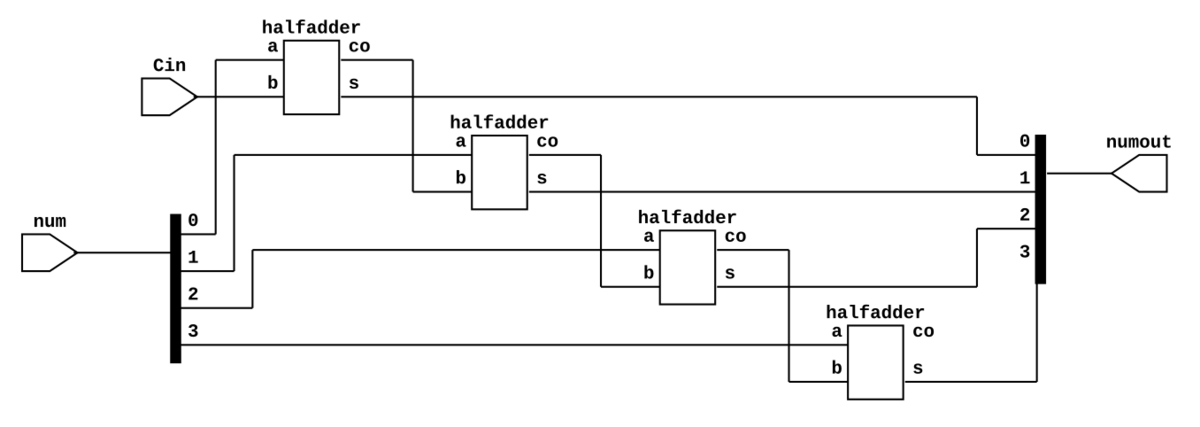 halfadder
a co
Cin
b s
halfadder
a co
b s
num
0
1
2
3
halfadder
a co
b s
halfadder
a co
b s
0
1
2
3
numout